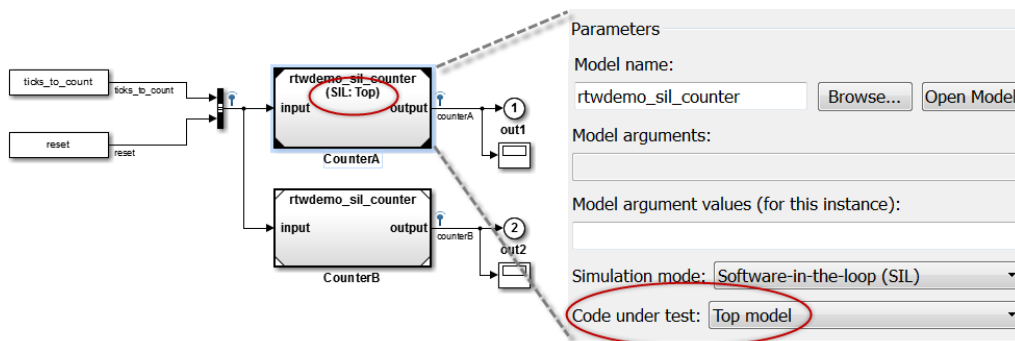 ticks_to_count
ticks_to_count
reset
reset
rtwdemo_sil_counter
(SIL: Top)
input
output
counterA
CounterA
1
out1
rtwdemo_sil_counter
input
output
counterB
CounterB
2
out2
Parameters
Model name:
rtwdemo_sil_counter
Browse...
Open Model
Model arguments:
Model argument values (for this instance):
Simulation mode: Software-in-the-loop (SIL)
Code under test: Top model